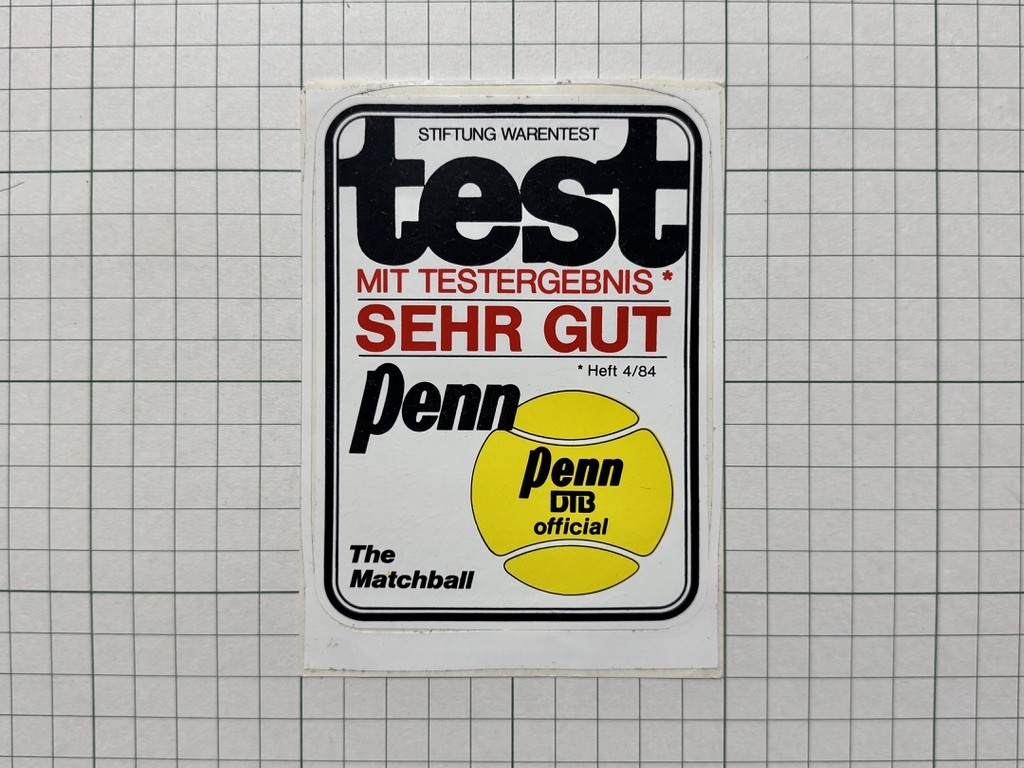 STIFTUNG WARENTEST
test
MIT TESTERGEBNIS *
SEHR GUT
* Heft 4/84
penn
penn
DTB
official
The
Matchball